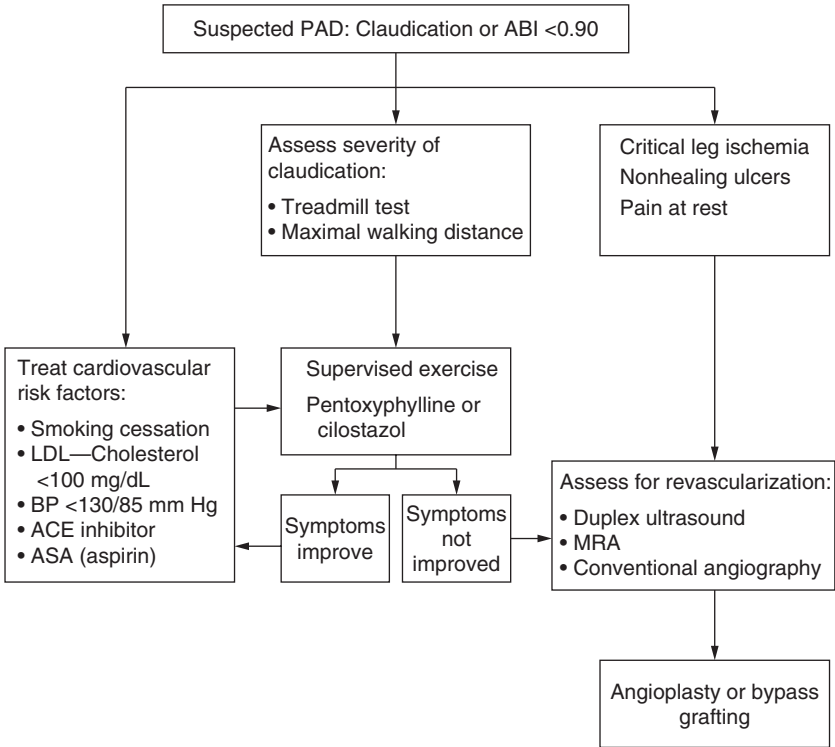 Suspected PAD: Claudication or ABI <0.90
Assess severity of
claudication:
• Treadmill test
• Maximal walking distance
Critical leg ischemia
Nonhealing ulcers
Pain at rest
Treat cardiovascular
risk factors:
• Smoking cessation
• LDL—Cholesterol
<100 mg/dL
• BP <130/85 mm Hg
• ACE inhibitor
• ASA (aspirin)
Supervised exercise
Pentoxyphylline or
cilostazol
Symptoms
improve
Symptoms
not
improved
Assess for revascularization:
• Duplex ultrasound
• MRA
• Conventional angiography
Angioplasty or bypass
grafting